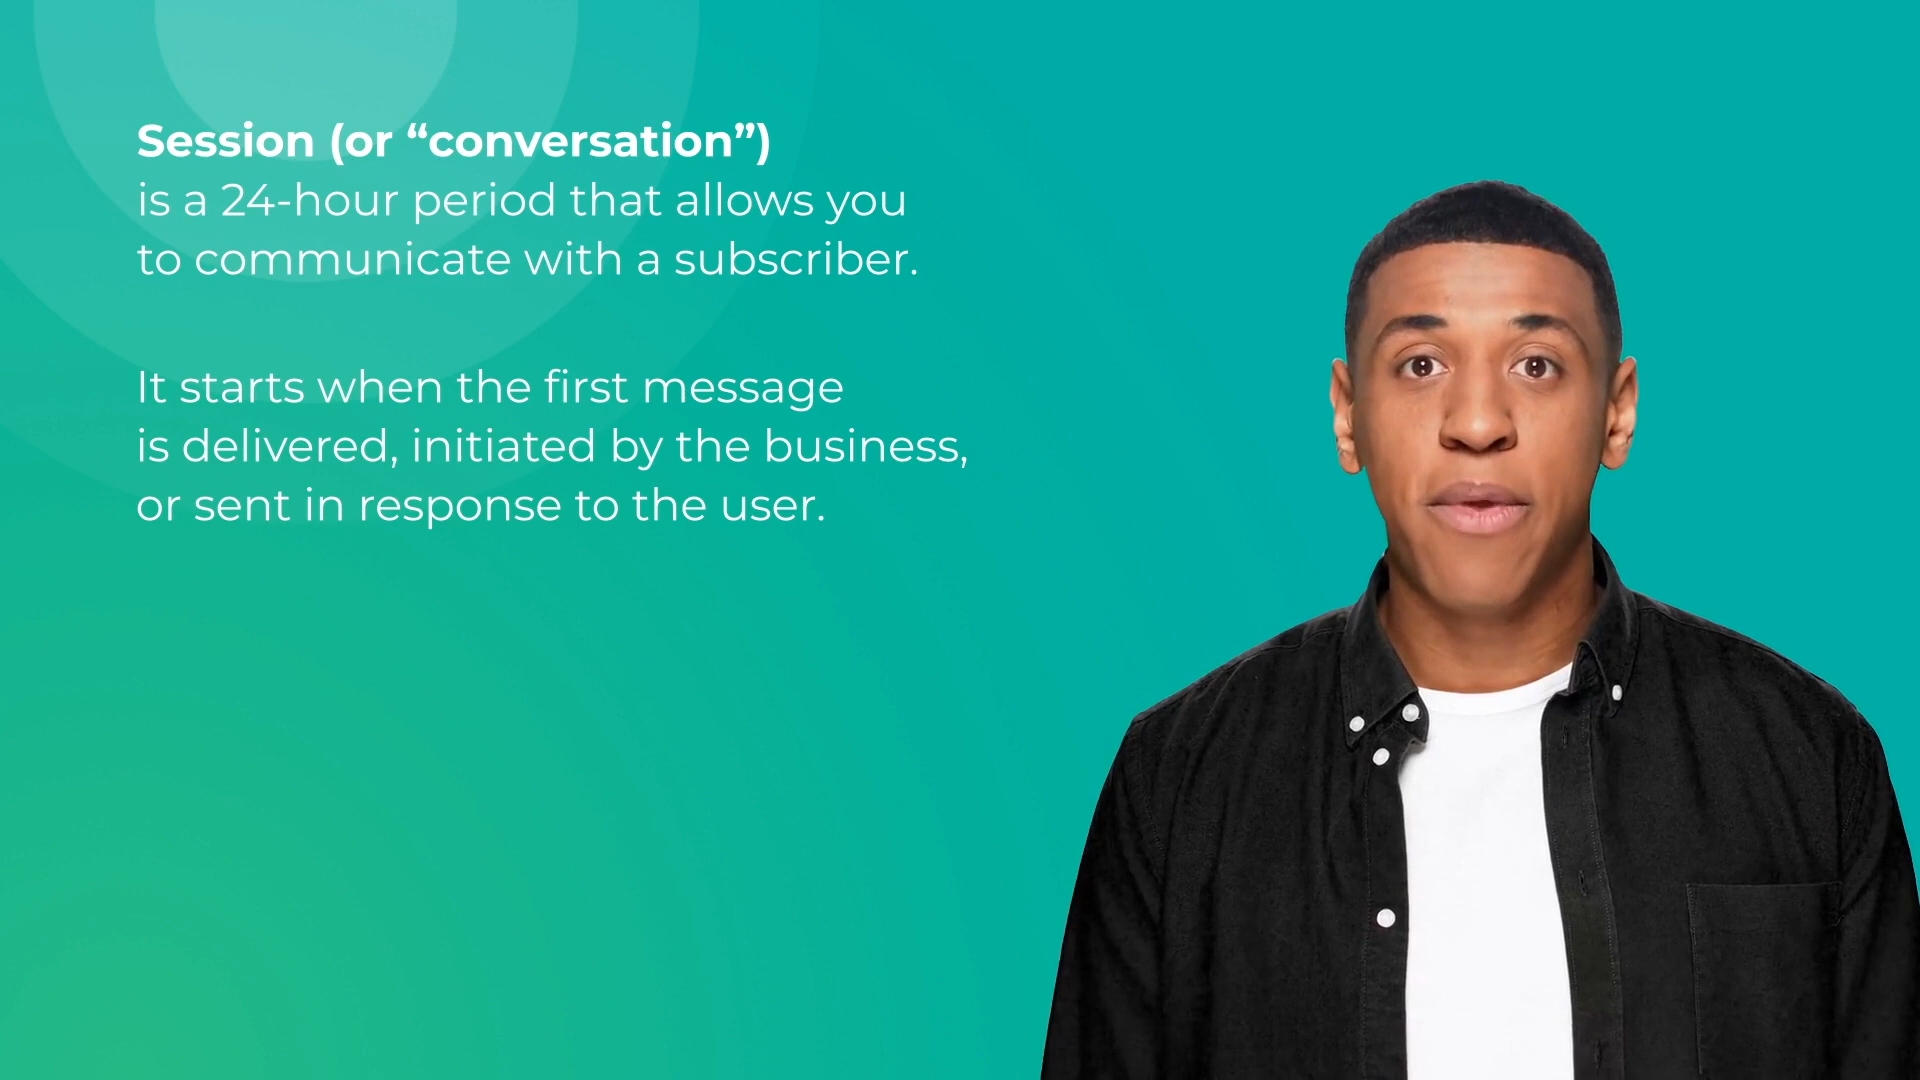 Session (or “conversation”)
is a 24-hour period that allows you
to communicate with a subscriber.
It starts when the first message
is delivered, initiated by the business,
or sent in response to the user.